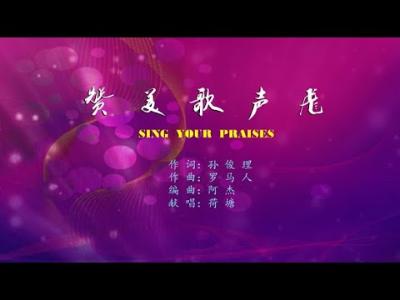 赞美歌声飞
SING YOUR PRAISES
作 词: 孙 俊 理
作 曲: 罗 马 人
编 曲: 阿 杰
献 唱: 荷 塘